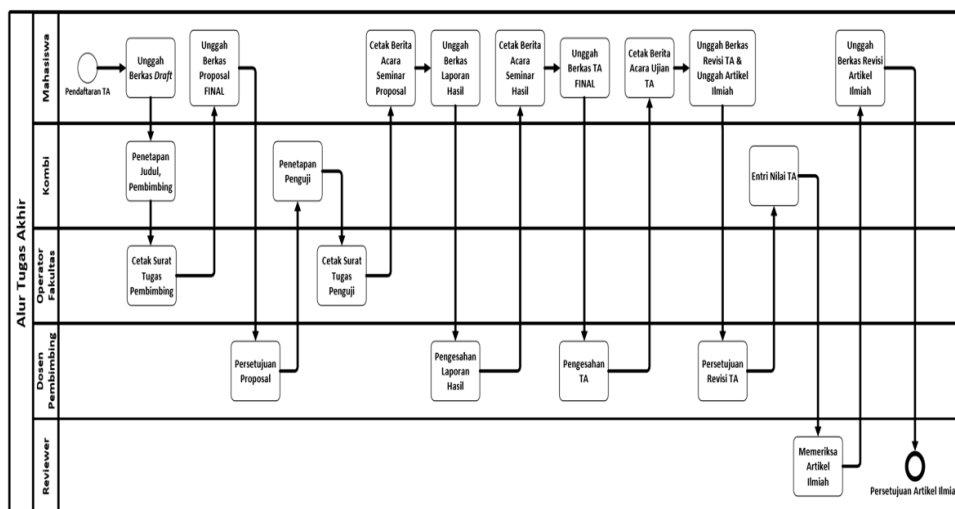 Alur Tugas Akhir
Mahasiswa
Pendaftaran TA
Unggah
Berkas Draft
Unggah
Berkas
Proposal
FINAL
Cetak Berita
Acara
Seminar
Proposal
Unggah
Berkas
Laporan
Hasil
Cetak Berita
Acara
Seminar
Hasil
Unggah
Berkas TA
FINAL
Cetak Berita
Acara Ujian
TA
Unggah Berkas
Revisi TA &
Unggah Artikel
Ilmiah
Unggah
Berkas Revisi
Artikel
Ilmiah
Kombi
Penetapan
Judul,
Pembimbing
Penetapan
Penguji
Entri Nilai TA
Operator
Fakultas
Cetak Surat
Tugas
Pembimbing
Cetak Surat
Tugas
Penguji
Dosen
Pembimbing
Persetujuan
Proposal
Pengesahan
Laporan
Hasil
Pengesahan
TA
Persetujuan
Revisi TA
Reviewer
Memeriksa
Artikel
Ilmiah
Persetujuan Artikel Ilmia